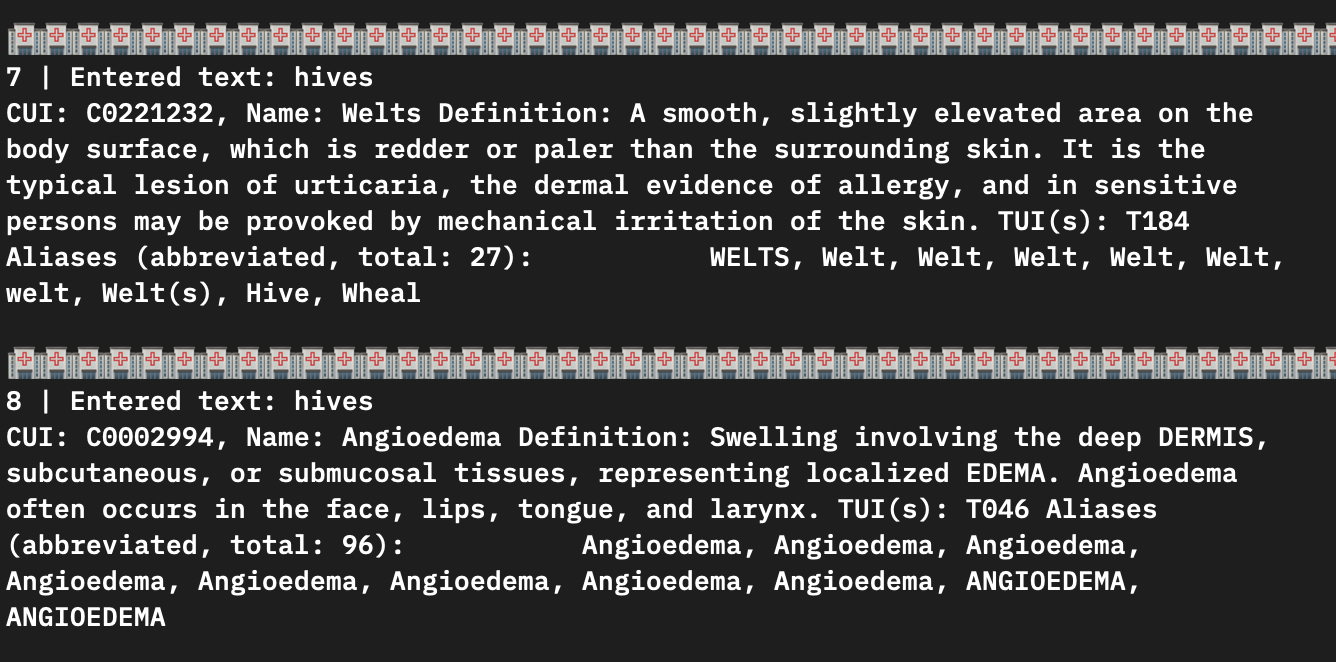 7 | Entered text: hives
CUI: C0221232, Name: Welts Definition: A smooth, slightly elevated area on the
body surface, which is redder or paler than the surrounding skin. It is the
typical lesion of urticaria, the dermal evidence of allergy, and in sensitive
persons may be provoked by mechanical irritation of the skin. TUI(s): T184
Aliases (abbreviated, total: 27):           WELTS, Welt, Welt, Welt, Welt, Welt,
welt, Welt(s), Hive, Wheal
8 | Entered text: hives
CUI: C0002994, Name: Angioedema Definition: Swelling involving the deep DERMIS,
subcutaneous, or submucosal tissues, representing localized EDEMA. Angioedema
often occurs in the face, lips, tongue, and larynx. TUI(s): T046 Aliases
(abbreviated, total: 96):           Angioedema, Angioedema, Angioedema,
Angioedema, Angioedema, Angioedema, Angioedema, Angioedema, ANGIOEDEMA,
ANGIOEDEMA